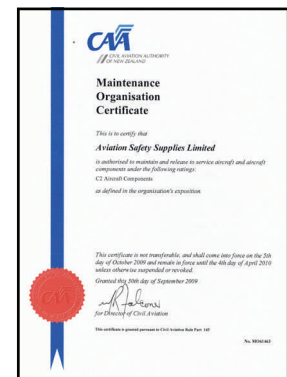 CAA
CIVIL AVIATION AUTHORITY
OF NEW ZEALAND
Maintenance
Organisation
Certificate
This is to certify that
Aviation Safety Supplies Limited
is authorised to maintain and release to service aircraft and aircraft
components under the following ratings:
C2 Aircraft Components
as defined in the organisation's exposition
This certificate is not transferable, and shall come into force on the 5th
day of October 2009 and remain in force until the 4th day of April 2010
unless otherwise suspended or revoked.
Granted this 30th day of September 2009
for Director of Civil Aviation
This certificate is granted pursuant to Civil Aviation Rule Part 145
CAA